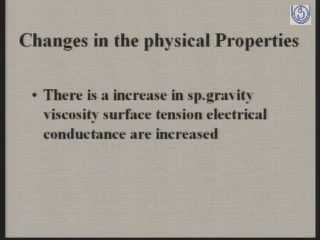 Changes in the physical Properties
• There is a increase in sp.gravity
viscosity surface tension electrical
conductance are increased